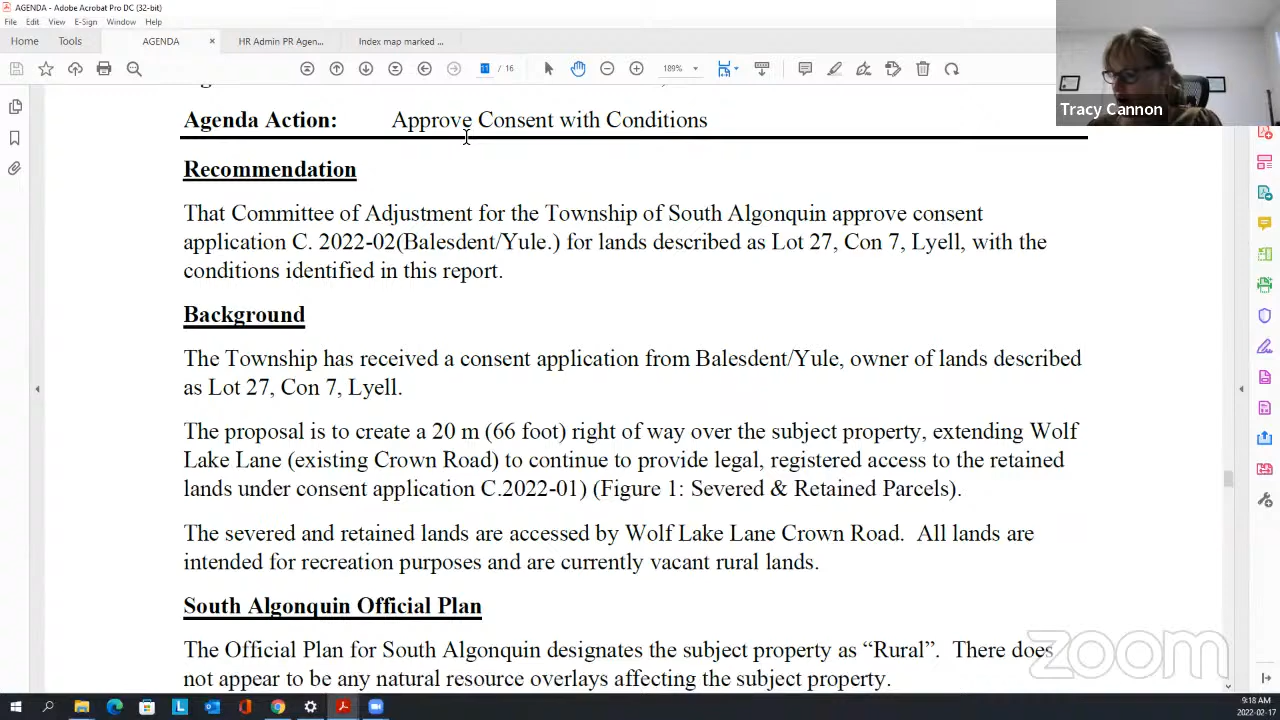 AGENDA - Adobe Acrobat Pro DC (32-bit)
File Edit View E-Sign Window Help
Home Tools AGENDA × HR Admin PR Agen... Index map marked ...
11 / 16 189%
Tracy Cannon
Agenda Action: Approve Consent with Conditions
Recommendation
That Committee of Adjustment for the Township of South Algonquin approve consent
application C. 2022-02(Balesdent/Yule.) for lands described as Lot 27, Con 7, Lyell, with the
conditions identified in this report.
Background
The Township has received a consent application from Balesdent/Yule, owner of lands described
as Lot 27, Con 7, Lyell.
The proposal is to create a 20 m (66 foot) right of way over the subject property, extending Wolf
Lake Lane (existing Crown Road) to continue to provide legal, registered access to the retained
lands under consent application C.2022-01) (Figure 1: Severed & Retained Parcels).
The severed and retained lands are accessed by Wolf Lake Lane Crown Road. All lands are
intended for recreation purposes and are currently vacant rural lands.
South Algonquin Official Plan
The Official Plan for South Algonquin designates the subject property as “Rural”. There does
not appear to be any natural resource overlays affecting the subject property.
zoom
9:18 AM
2022-02-17